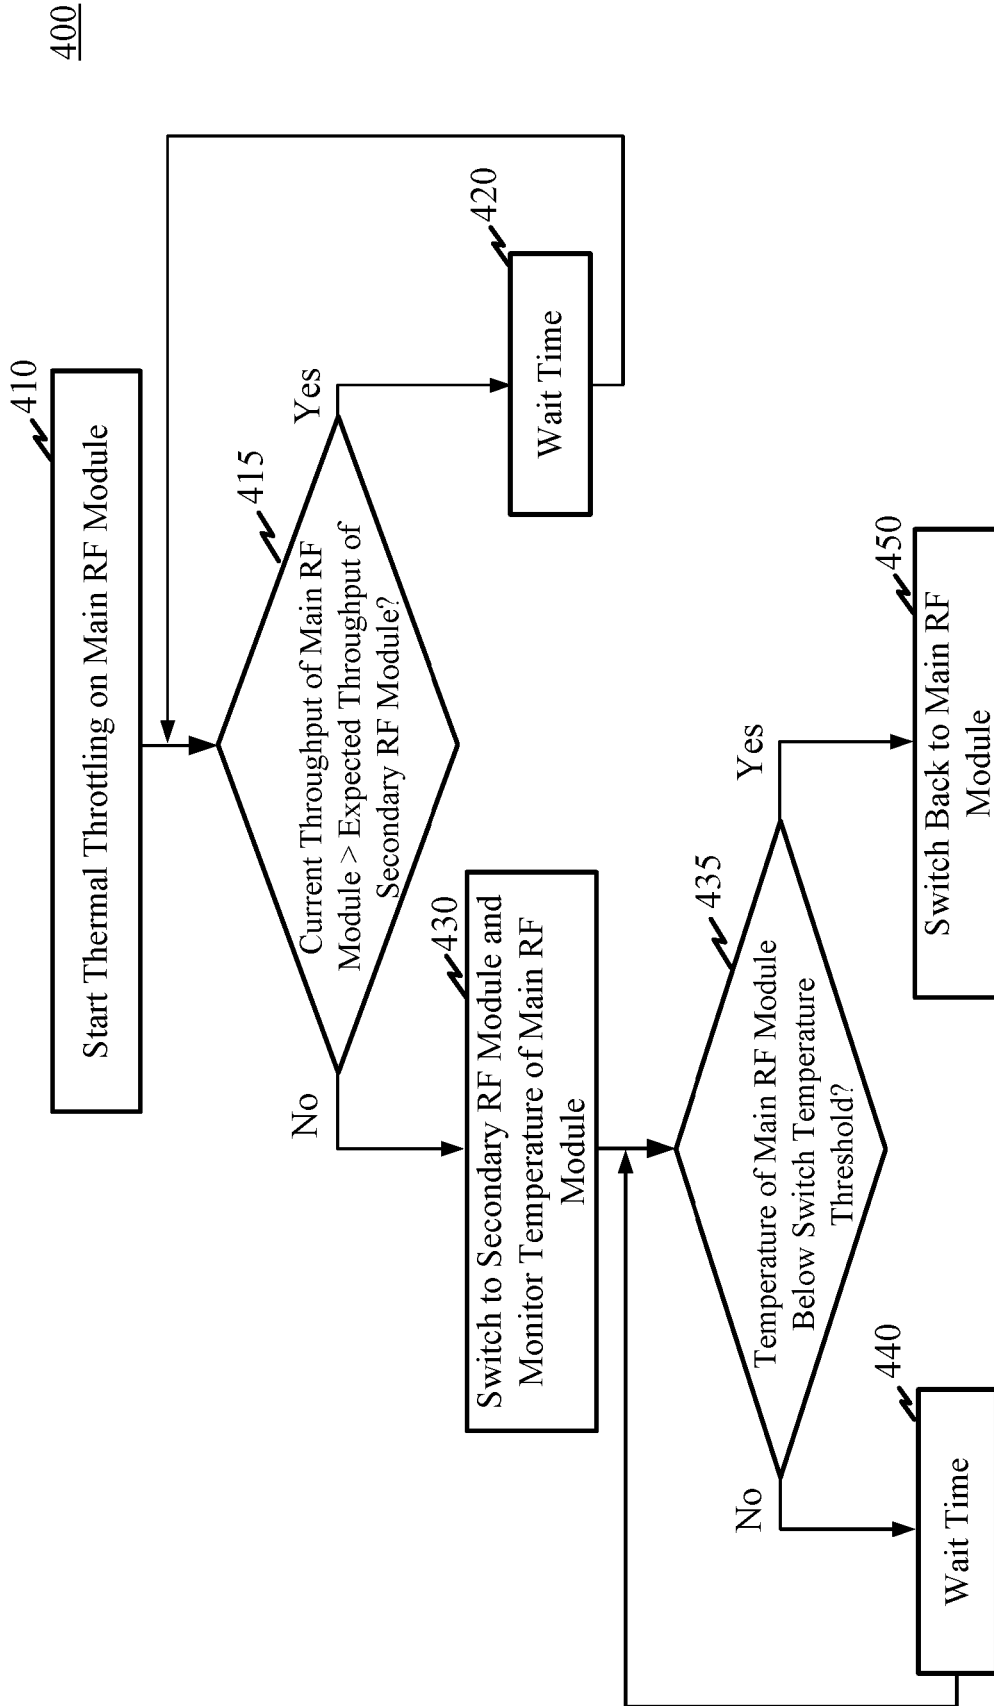 400
410
Start Thermal Throttling on Main RF Module
415
Current Throughput of Main RF
Module > Expected Throughput of
Secondary RF Module?
Yes
No
420
Wait Time
430
Switch to Secondary RF Module and
Monitor Temperature of Main RF
Module
435
Temperature of Main RF Module
Below Switch Temperature
Threshold?
No
Yes
440
Wait Time
450
Switch Back to Main RF
Module